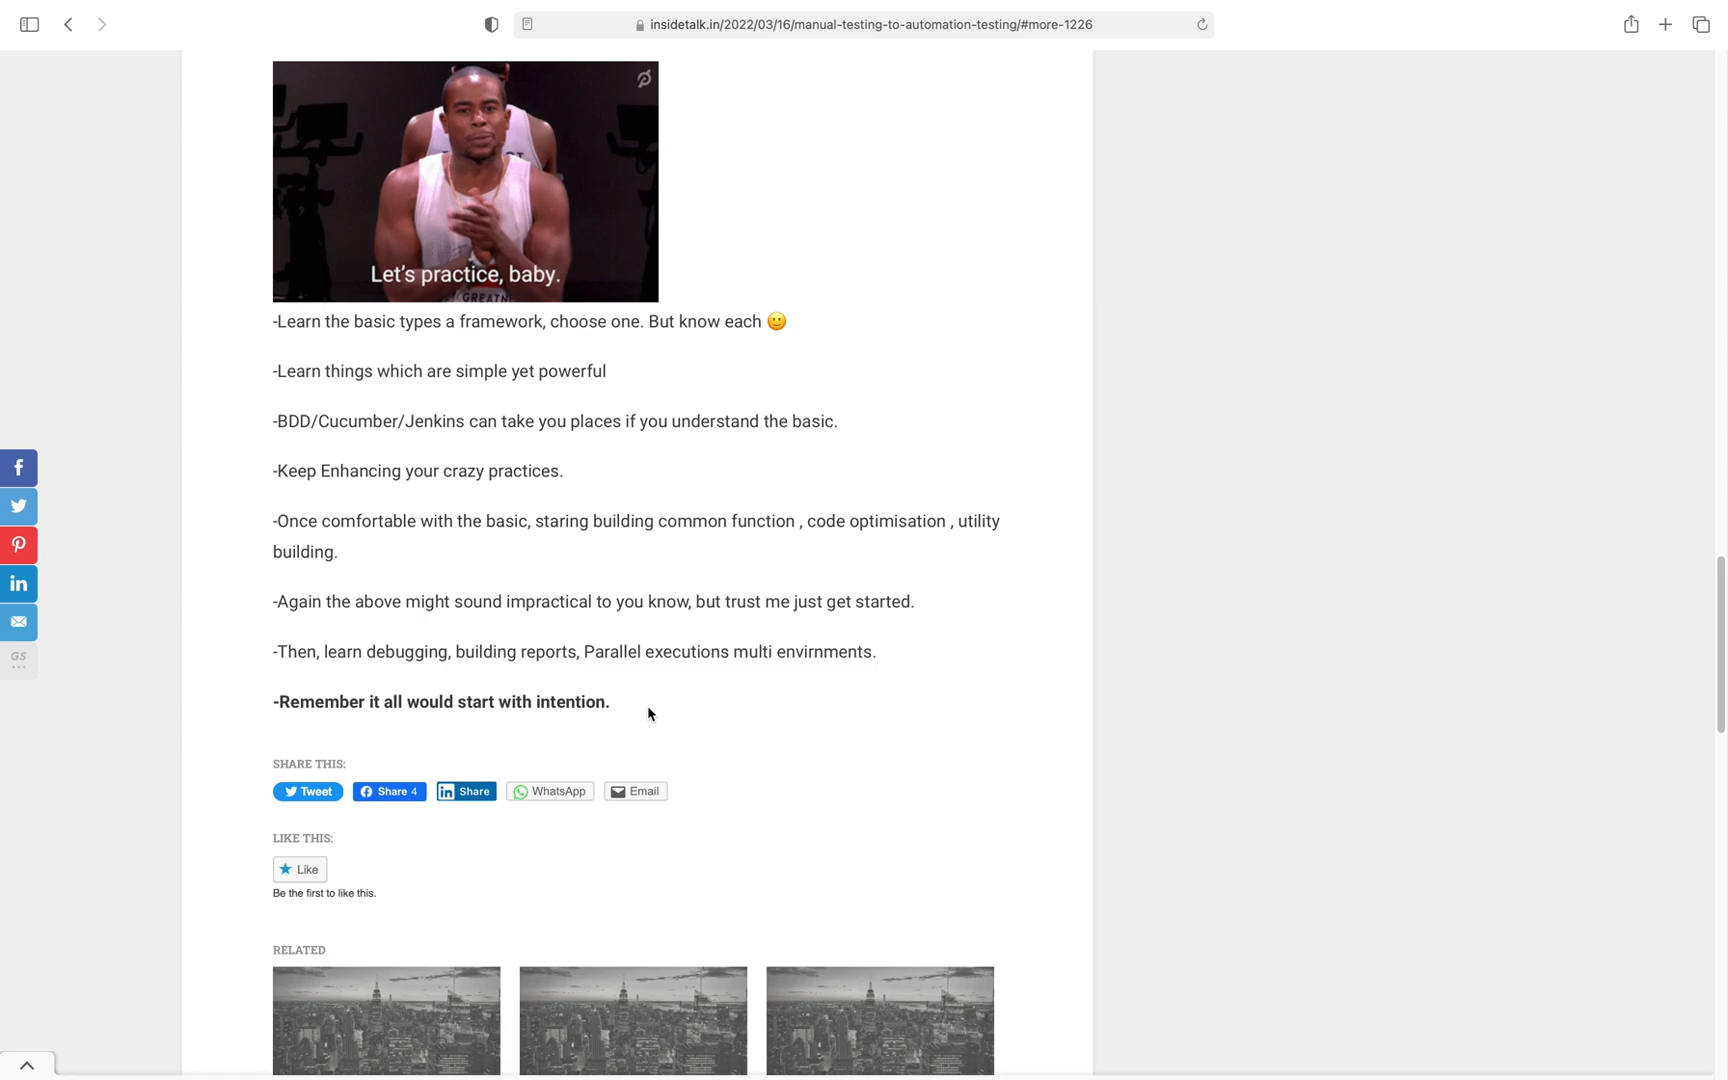 insidetalk.in/2022/03/16/manual-testing-to-automation-testing/#more-1226
Let's practice, baby.
-Learn the basic types a framework, choose one. But know each 🙂
-Learn things which are simple yet powerful
-BDD/Cucumber/Jenkins can take you places if you understand the basic.
-Keep Enhancing your crazy practices.
-Once comfortable with the basic, staring building common function , code optimisation , utility
building.
-Again the above might sound impractical to you know, but trust me just get started.
-Then, learn debugging, building reports, Parallel executions multi envirnments.
-Remember it all would start with intention.
GS
SHARE THIS:
Tweet Share 4 Share WhatsApp Email
LIKE THIS:
Like
Be the first to like this.
RELATED